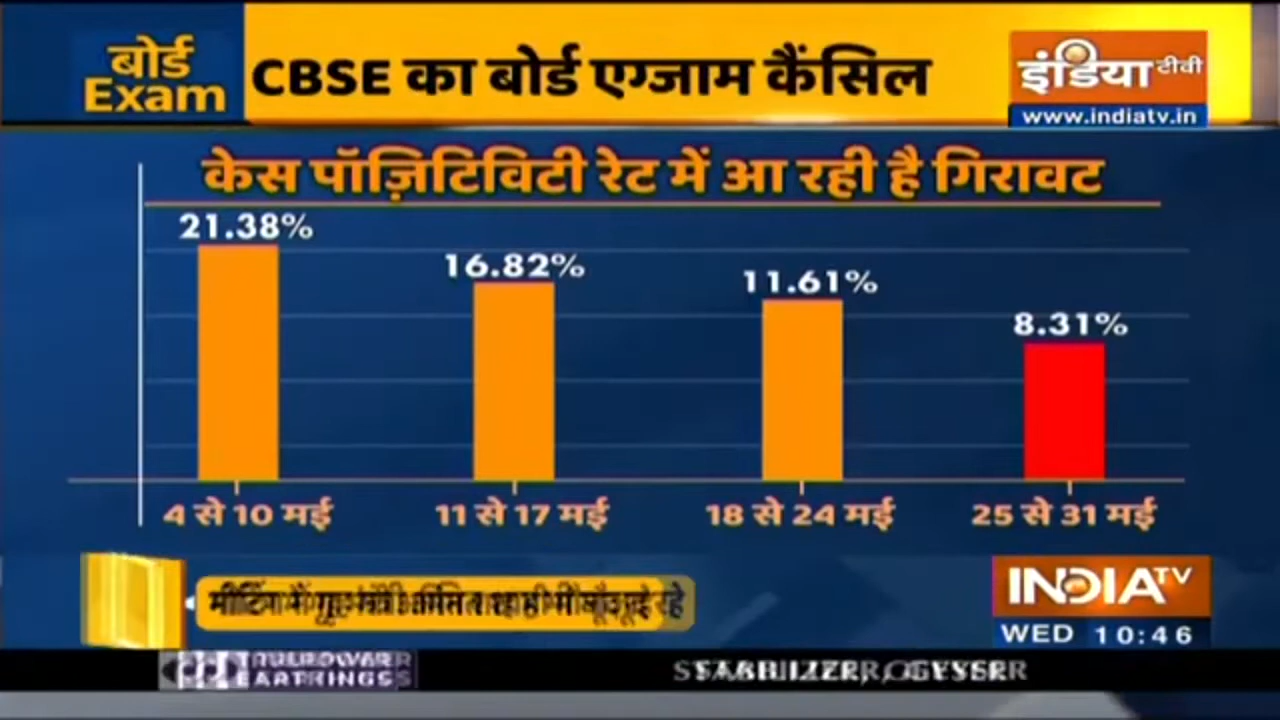 बोर्ड
Exam
CBSE का बोर्ड एग्जाम कैंसिल
इंडिया टीवी
www.indiatv.in
केस पॉज़िटिविटी रेट में आ रही है गिरावट
21.38%
16.82%
11.61%
8.31%
4 से 10 मई
11 से 17 मई
18 से 24 मई
25 से 31 मई
मीटिंग में
रहे
INDIA TV
WED 10:46